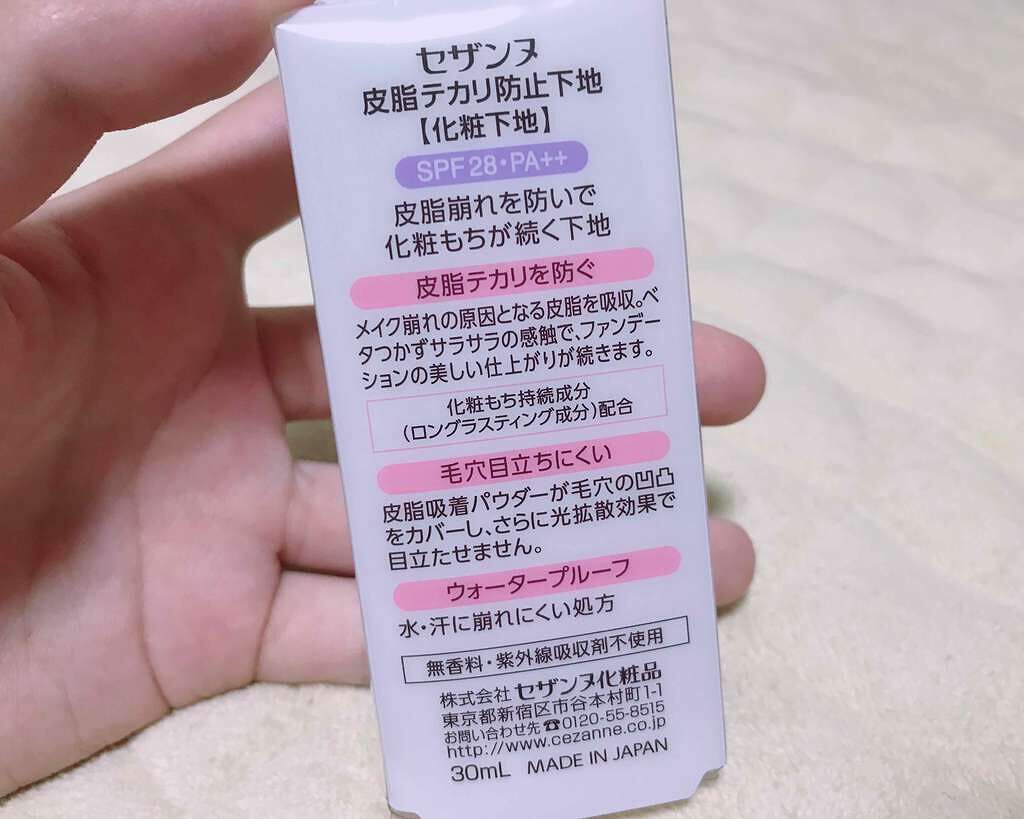 セザンヌ
皮脂テカリ防止下地
【化粧下地】
SPF28・PA++
皮脂崩れを防いで
化粧もちが続く下地
皮脂テカリを防ぐ
メイク崩れの原因となる皮脂を吸収。ベ
タつかずサラサラの感触で、ファンデー
ションの美しい仕上がりが続きます。
化粧もち持続成分
(ロングラスティング成分)配合
毛穴目立ちにくい
皮脂吸着パウダーが毛穴の凹凸
をカバーし、さらに光拡散効果で
目立たせません。
ウォータープルーフ
水・汗に崩れにくい処方
無香料・紫外線吸収剤不使用
株式会社 セザンヌ化粧品
東京都新宿区市谷本村町1-1
お問い合わせ先☎0120-55-8515
http://www.cezanne.co.jp
30mL MADE IN JAPAN